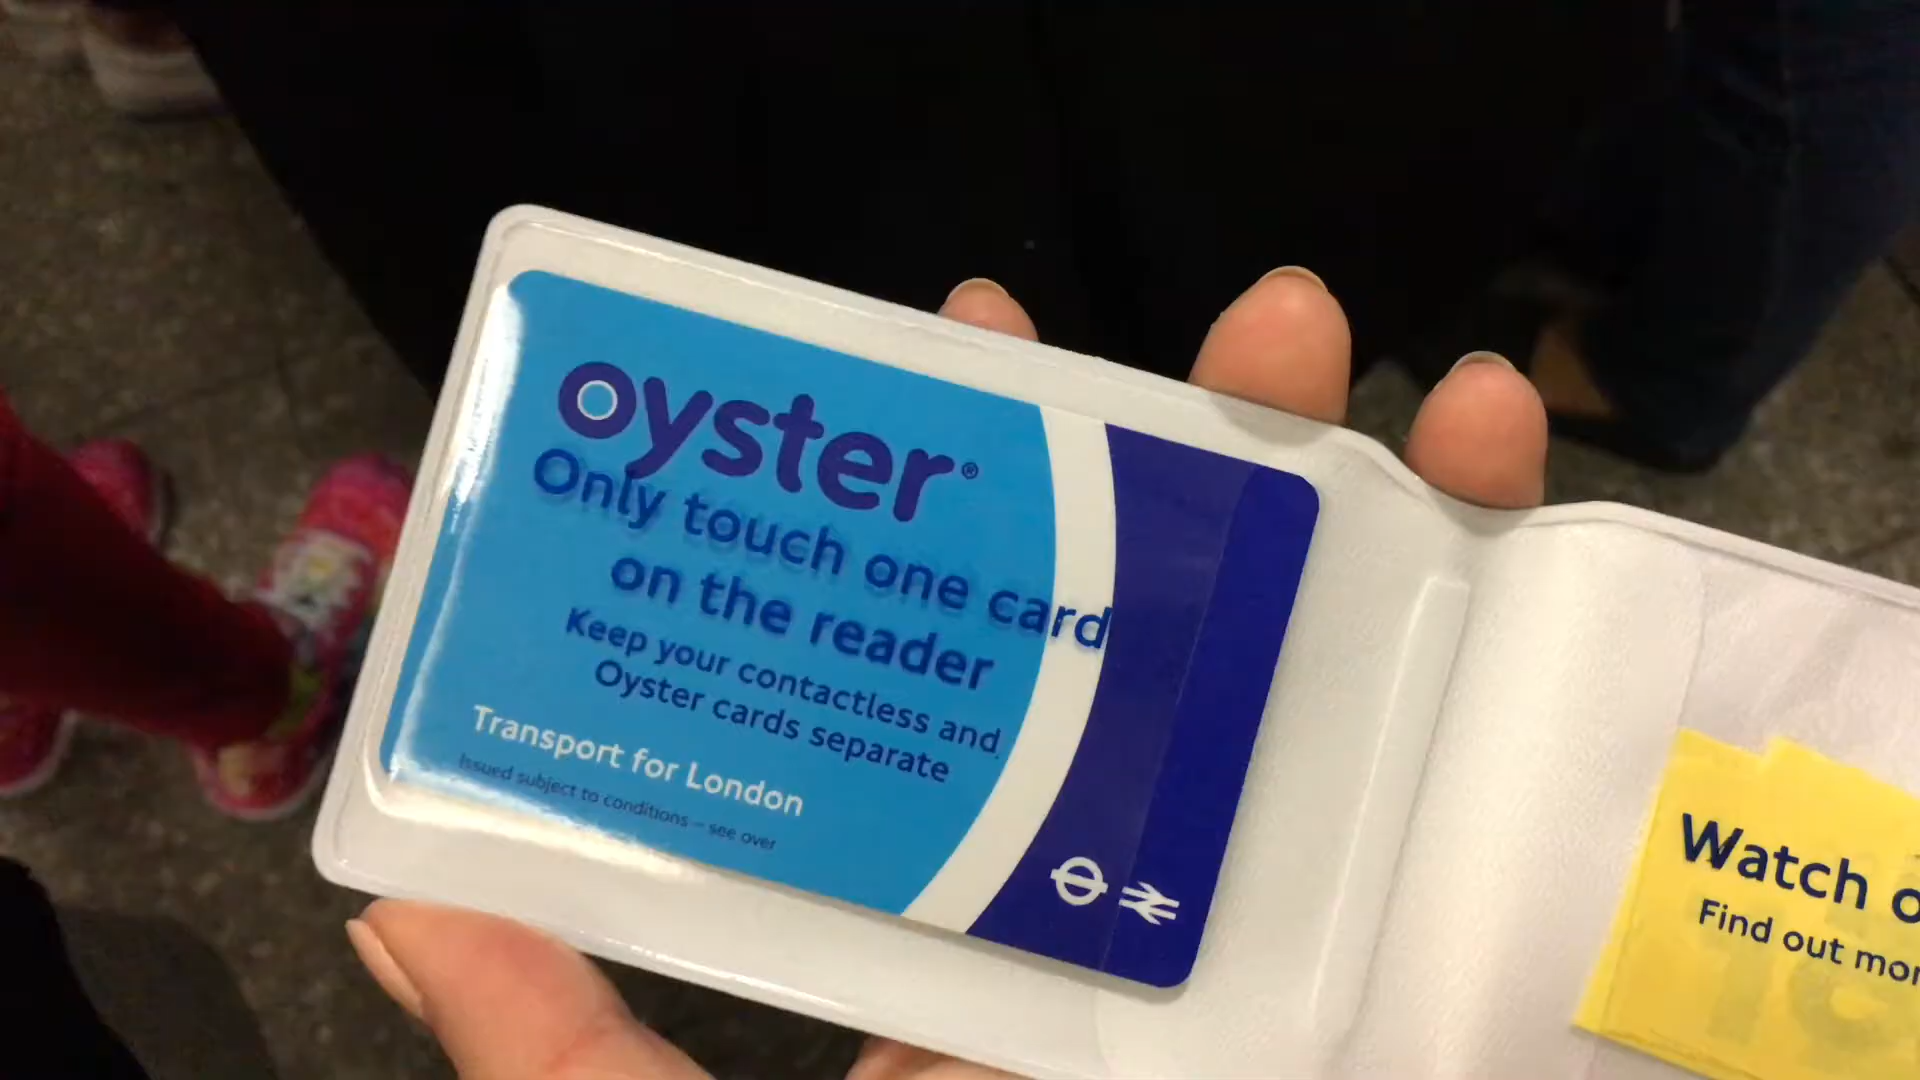 oyster®
Only touch one card
on the reader
Keep your contactless and
Oyster cards separate
Transport for London
Issued subject to conditions – see over
Watch o
Find out mor